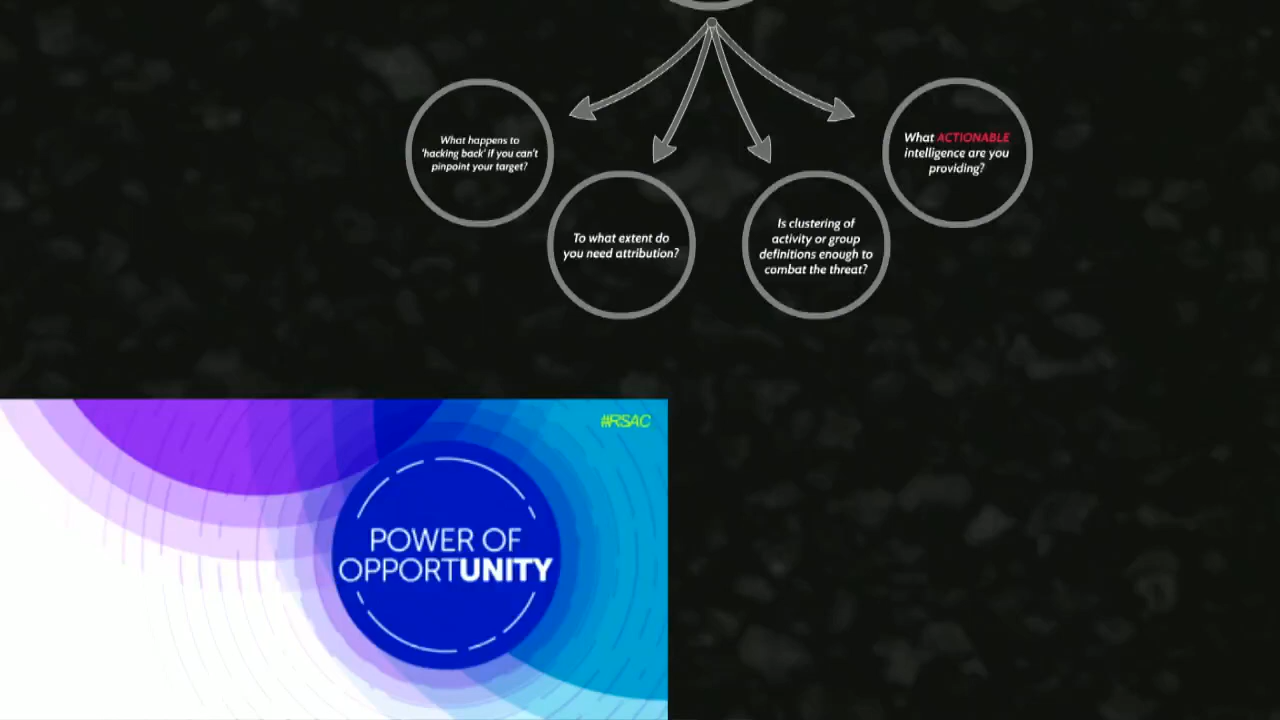 What happens to
'hacking back' if you can't
pinpoint your target?
To what extent do
you need attribution?
Is clustering of
activity or group
definitions enough to
combat the threat?
What ACTIONABLE
intelligence are you
providing?
#RSAC
POWER OF
OPPORTUNITY